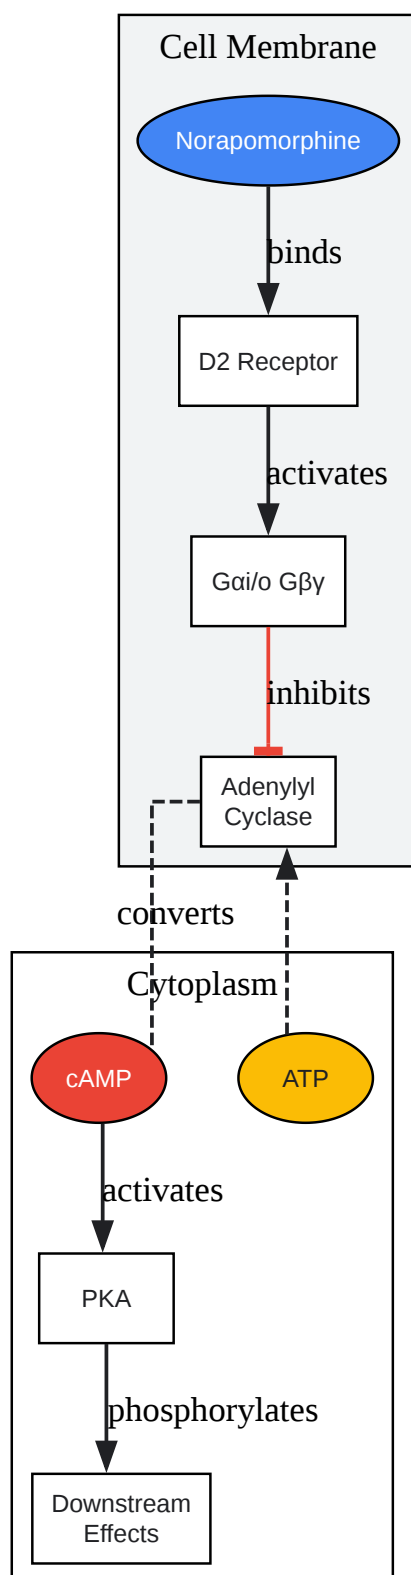 Cell Membrane
Norapomorphine
binds
D2 Receptor
activates
Gαi/o Gβγ
inhibits
Adenylyl
Cyclase
converts
Cytoplasm
cAMP
ATP
activates
PKA
phosphorylates
Downstream
Effects